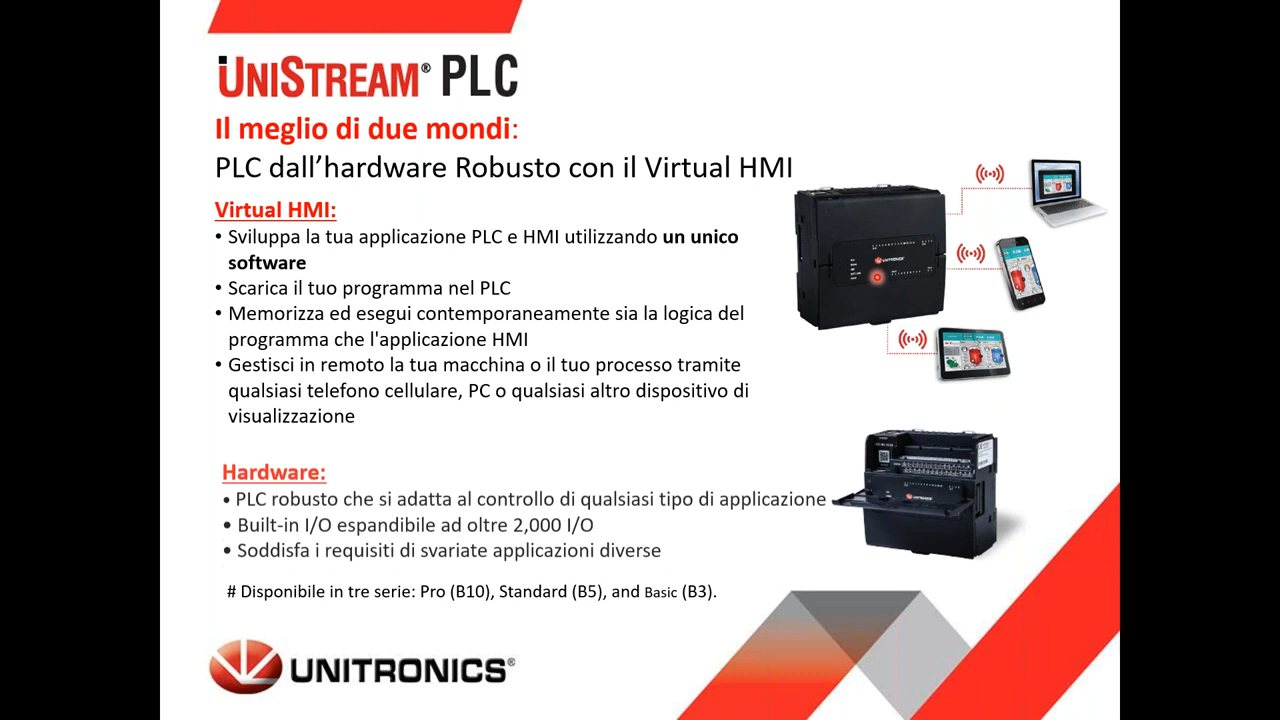 UNISTREAM® PLC
Il meglio di due mondi:
PLC dall’hardware Robusto con il Virtual HMI
Virtual HMI:
• Sviluppa la tua applicazione PLC e HMI utilizzando un unico
software
• Scarica il tuo programma nel PLC
• Memorizza ed esegui contemporaneamente sia la logica del
programma che l'applicazione HMI
• Gestisci in remoto la tua macchina o il tuo processo tramite
qualsiasi telefono cellulare, PC o qualsiasi altro dispositivo di
visualizzazione
UNITRONICS
Hardware:
• PLC robusto che si adatta al controllo di qualsiasi tipo di applicazione
• Built-in I/O espandibile ad oltre 2,000 I/O
• Soddisfa i requisiti di svariate applicazioni diverse
UNITRONICS
# Disponibile in tre serie: Pro (B10), Standard (B5), and Basic (B3).
UNITRONICS®